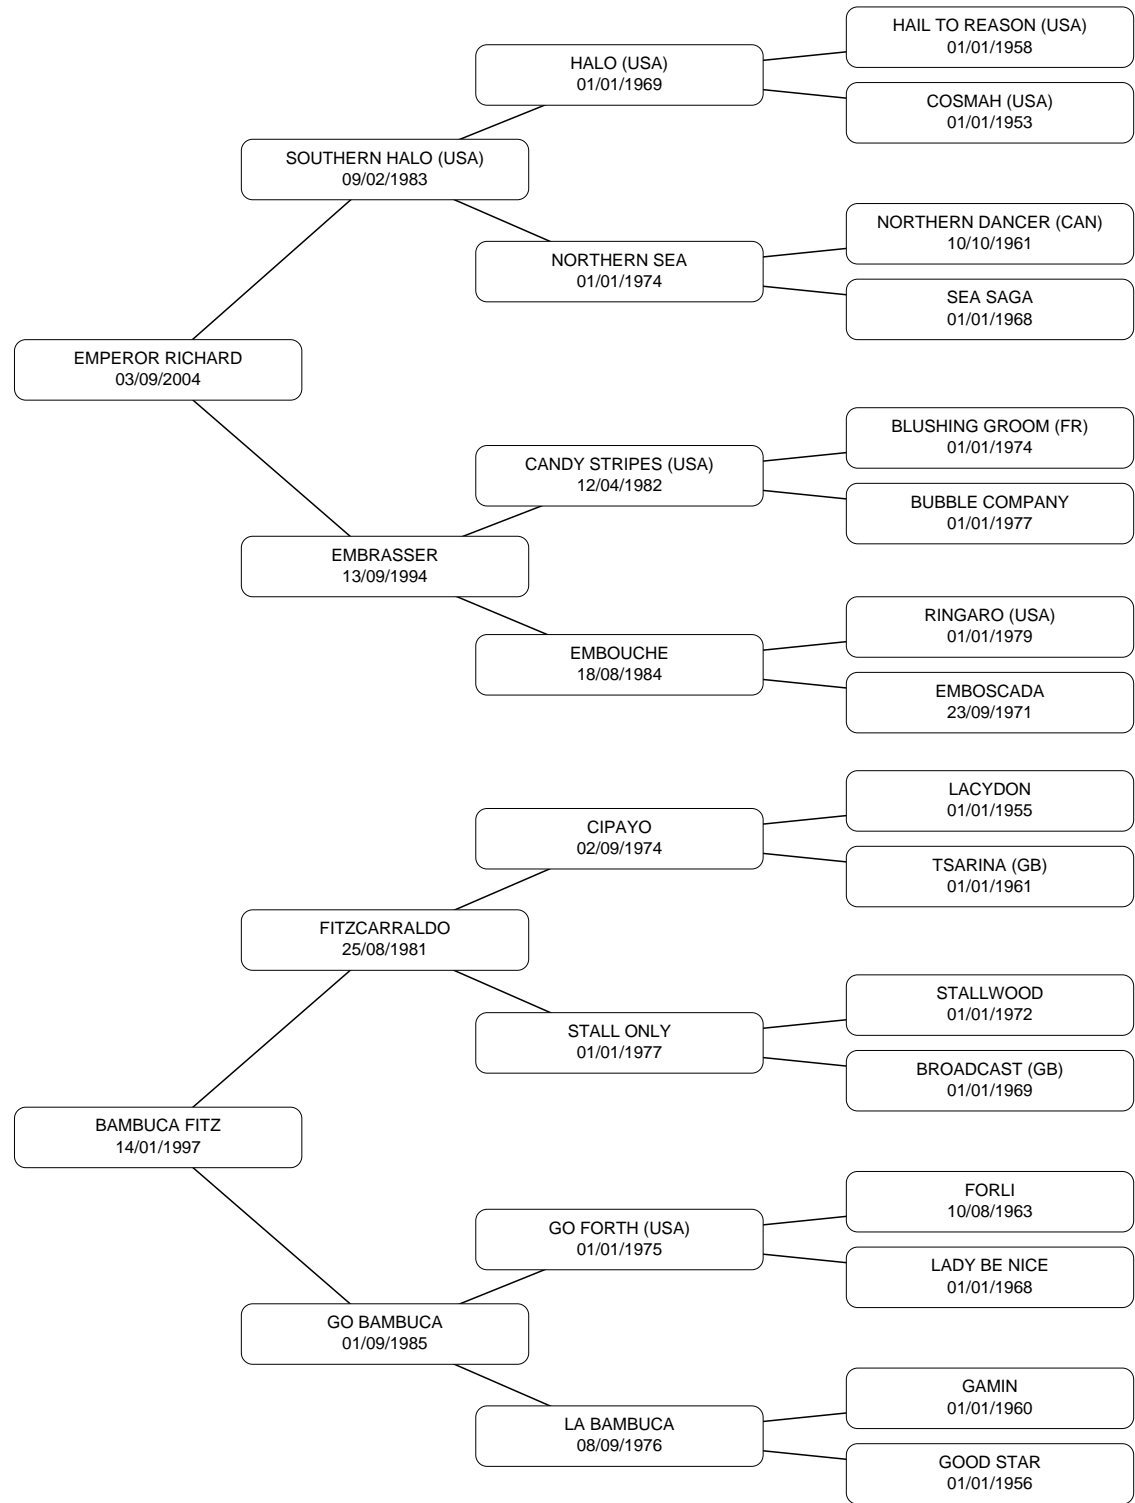 HAIL TO REASON (USA)
01/01/1958
HALO (USA)
01/01/1969
COSMAH (USA)
01/01/1953
SOUTHERN HALO (USA)
09/02/1983
NORTHERN DANCER (CAN)
10/10/1961
NORTHERN SEA
01/01/1974
SEA SAGA
01/01/1968
EMPEROR RICHARD
03/09/2004
BLUSHING GROOM (FR)
01/01/1974
CANDY STRIPES (USA)
12/04/1982
BUBBLE COMPANY
01/01/1977
EMBRASSER
13/09/1994
RINGARO (USA)
01/01/1979
EMBOUCHE
18/08/1984
EMBOSCADA
23/09/1971
LACYDON
01/01/1955
CIPAYO
02/09/1974
TSARINA (GB)
01/01/1961
FITZCARRALDO
25/08/1981
STALLWOOD
01/01/1972
STALL ONLY
01/01/1977
BROADCAST (GB)
01/01/1969
BAMBUCA FITZ
14/01/1997
FORLI
10/08/1963
GO FORTH (USA)
01/01/1975
LADY BE NICE
01/01/1968
GO BAMBUCA
01/09/1985
GAMIN
01/01/1960
LA BAMBUCA
08/09/1976
GOOD STAR
01/01/1956